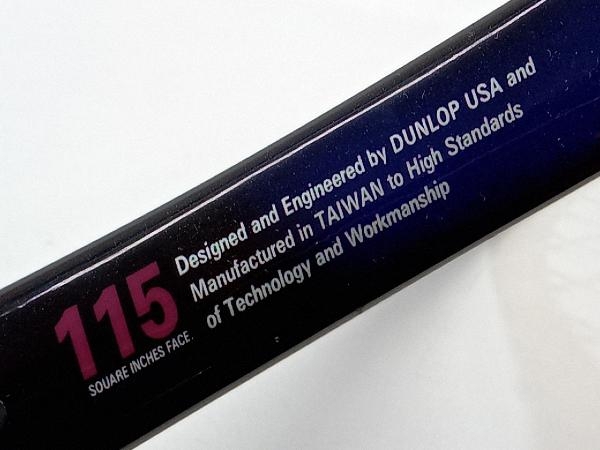 115
SQUARE INCHES FACE.
Designed and Engineered by DUNLOP USA and
Manufactured in TAIWAN to High Standards
of Technology and Workmanship